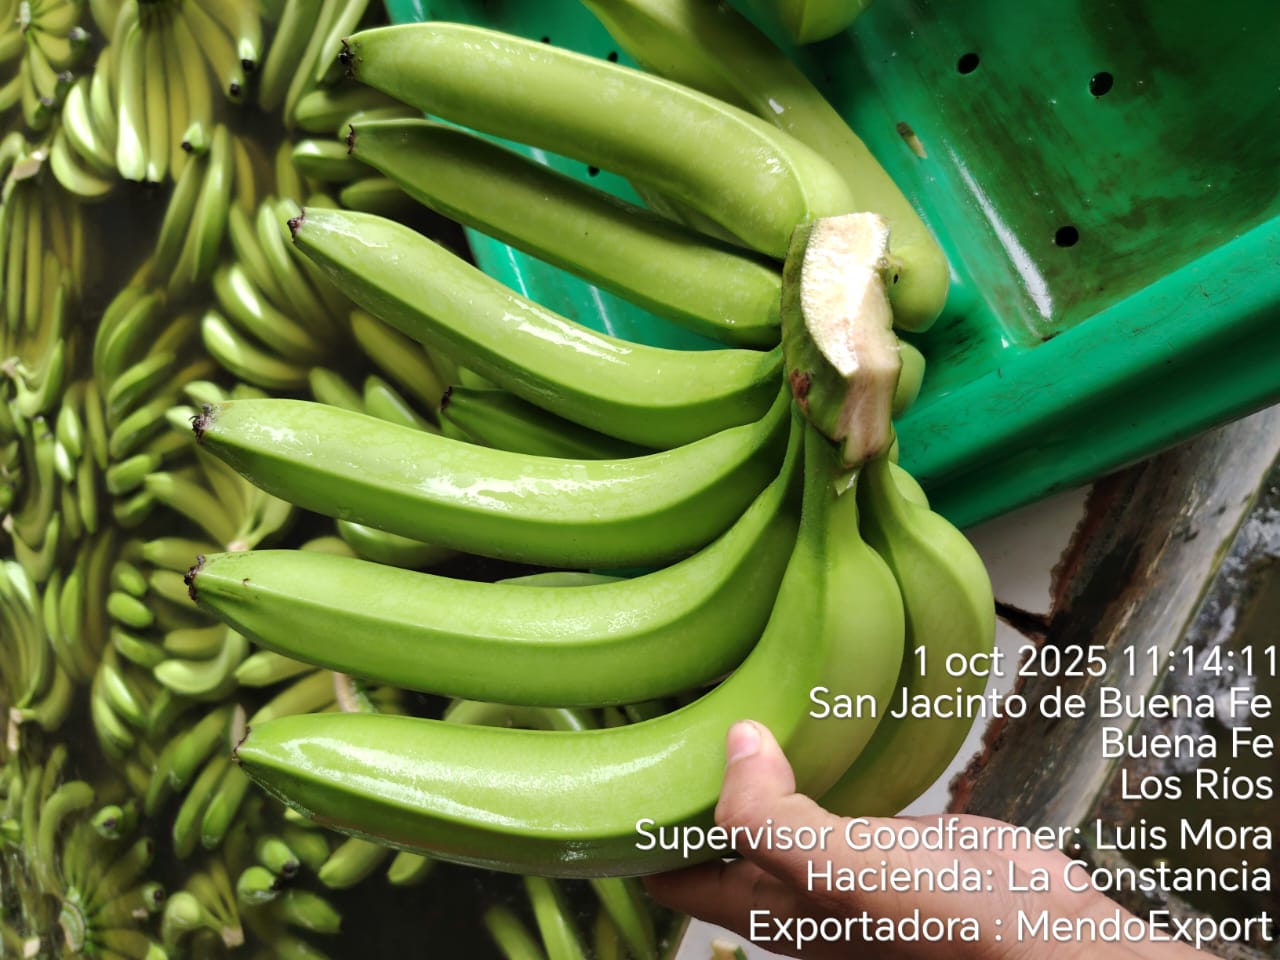 1 oct 2025 11:14:11
San Jacinto de Buena Fe
Buena Fe
Los Ríos
Supervisor Goodfarmer: Luis Mora
Hacienda: La Constancia
Exportadora : MendoExport